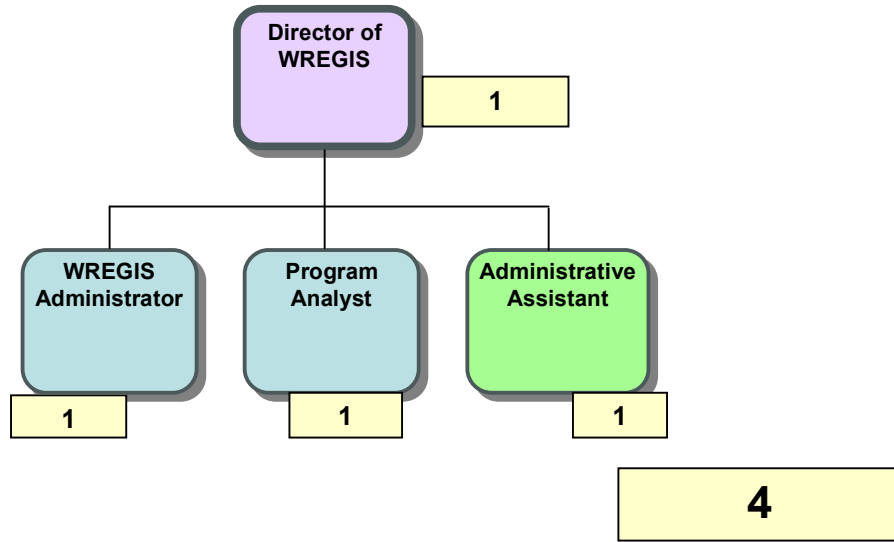 Director of
WREGIS
1
WREGIS
Administrator
Program
Analyst
Administrative
Assistant
1
1
1
4